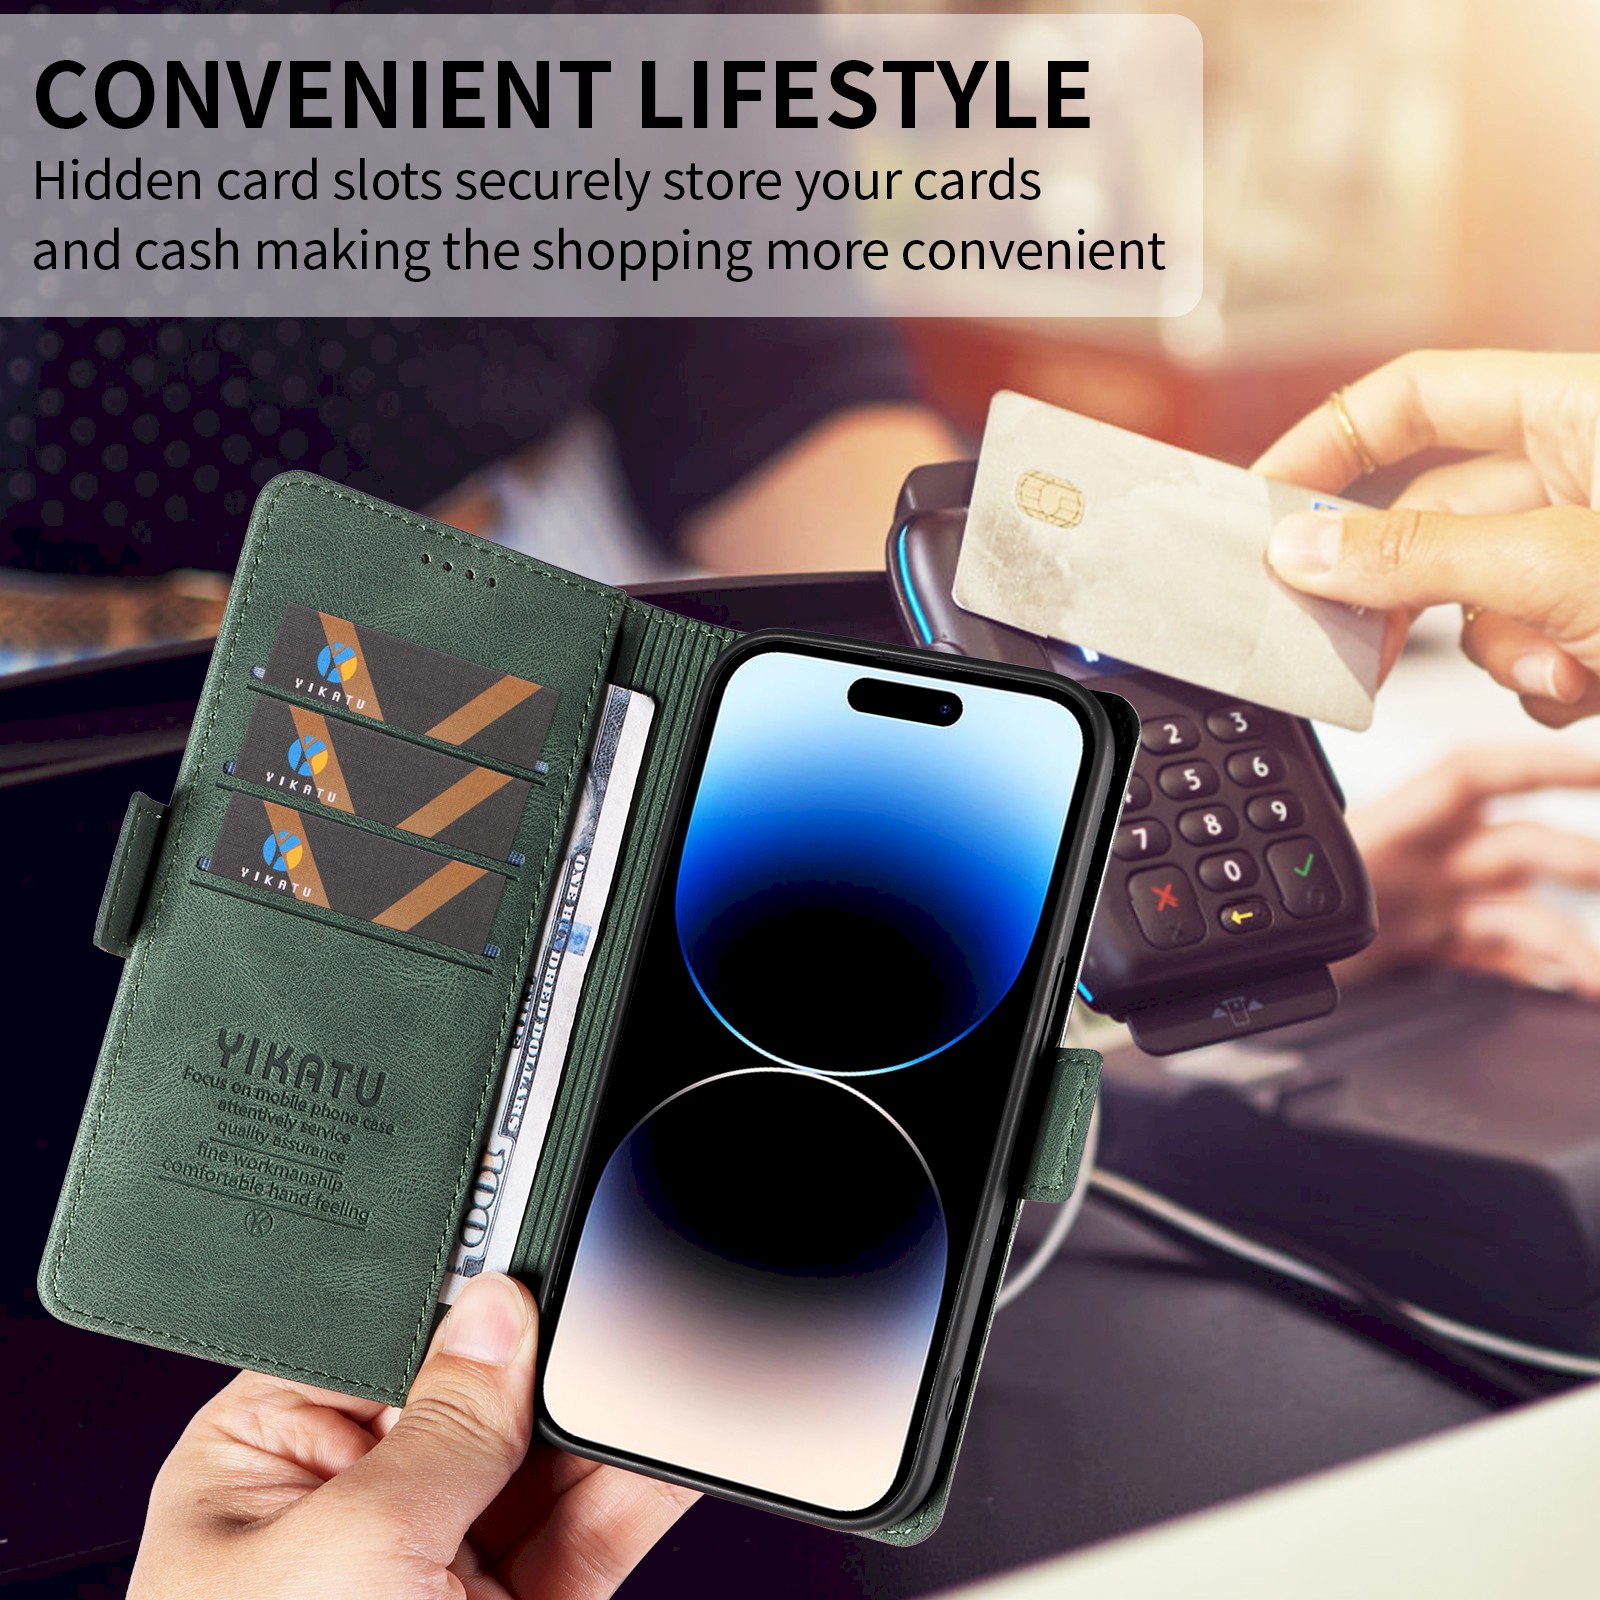 CONVENIENT LIFESTYLE
Hidden card slots securely store your cards
and cash making the shopping more convenient
YIKATU
YIKATU
YIKATU
YIKATU
Focus on mobile phone case
attentively service
quality assurance
fine workmanship
comfortable hand feeling
K
2 3
5 6
7 8 9
0